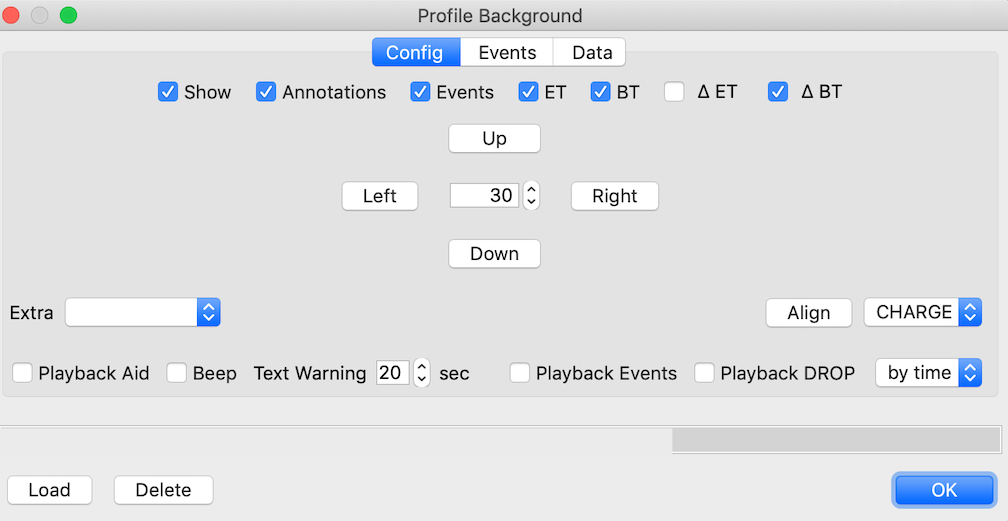 Profile Background
Config Events Data
Show Annotations Events ET BT Δ ET Δ BT
Up
Left 30 Right
Down
Extra Align CHARGE
Playback Aid Beep Text Warning 20 sec Playback Events Playback DROP by time
Load Delete OK